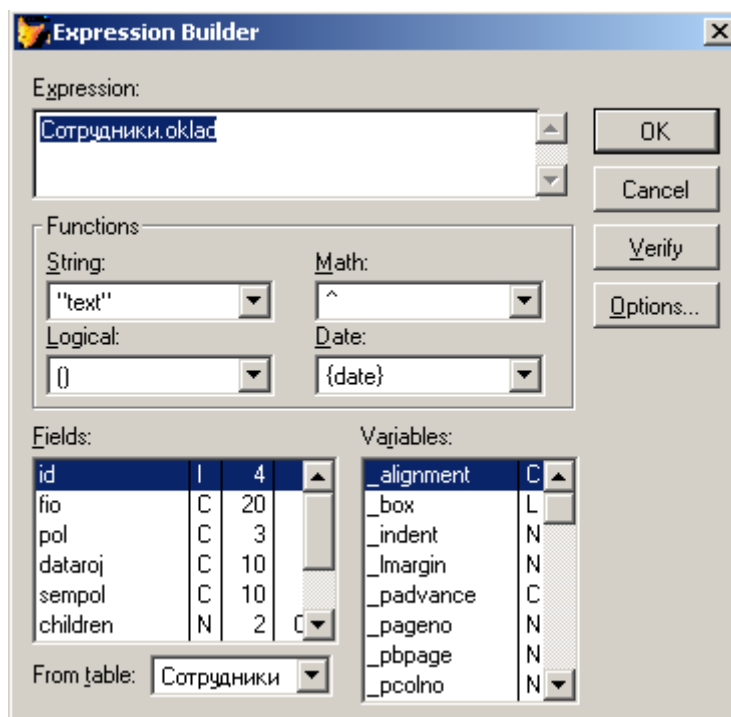 Expression Builder
Expression:
Сотрудники.oklad
OK
Cancel
Verify
Options...
Functions
String: Math:
"text" ^
Logical: Date:
() {date}
Fields: Variables:
id I 4 _alignment C
fio C 20 _box L
pol C 3 _indent N
dataroj C 10 _lmargin N
sempol C 10 _padvance C
children N 2 _pageno N
_pbpage N
From table: Сотрудники _pcolno N